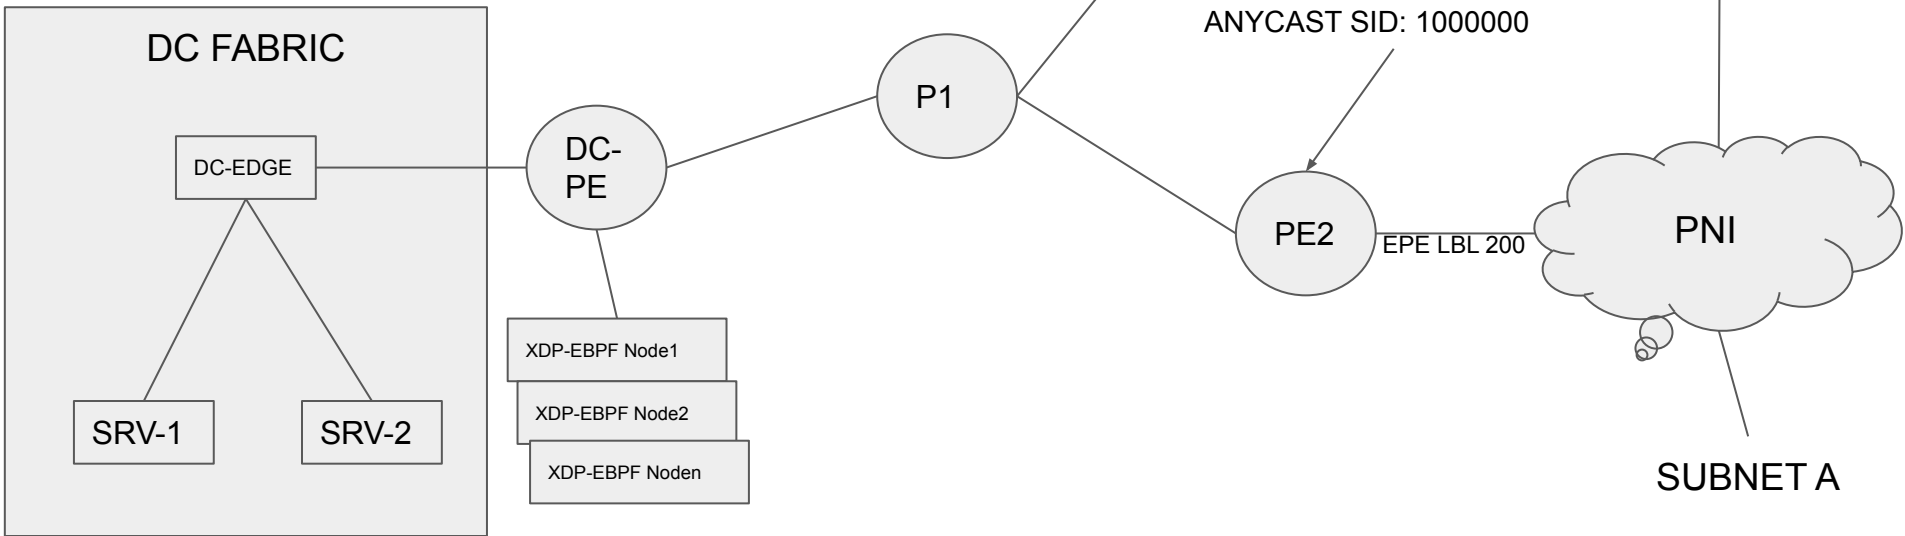 DC FABRIC
DC-EDGE
SRV-1
SRV-2
DC-
PE
XDP-EBPF Node1
XDP-EBPF Node2
XDP-EBPF Noden
P1
ANYCAST SID: 1000000
PE2
EPE LBL 200
PNI
SUBNET A